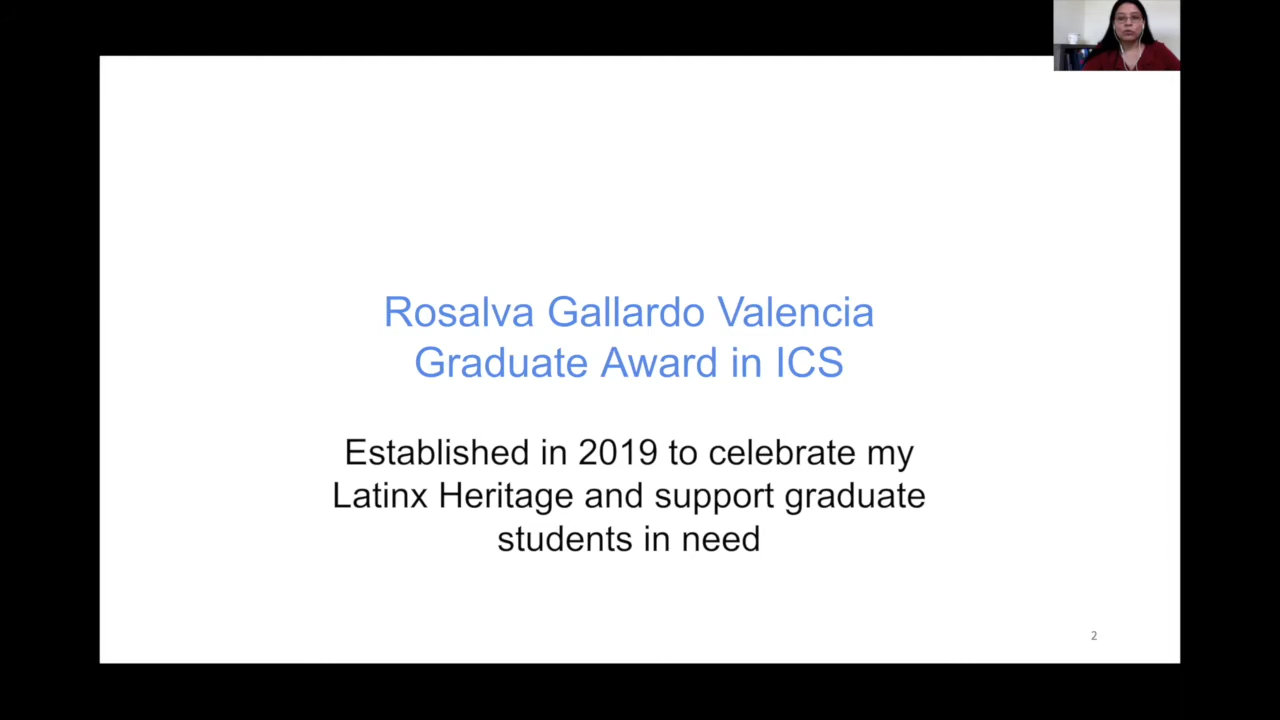 Rosalva Gallardo Valencia
Graduate Award in ICS
Established in 2019 to celebrate my
Latinx Heritage and support graduate
students in need
2